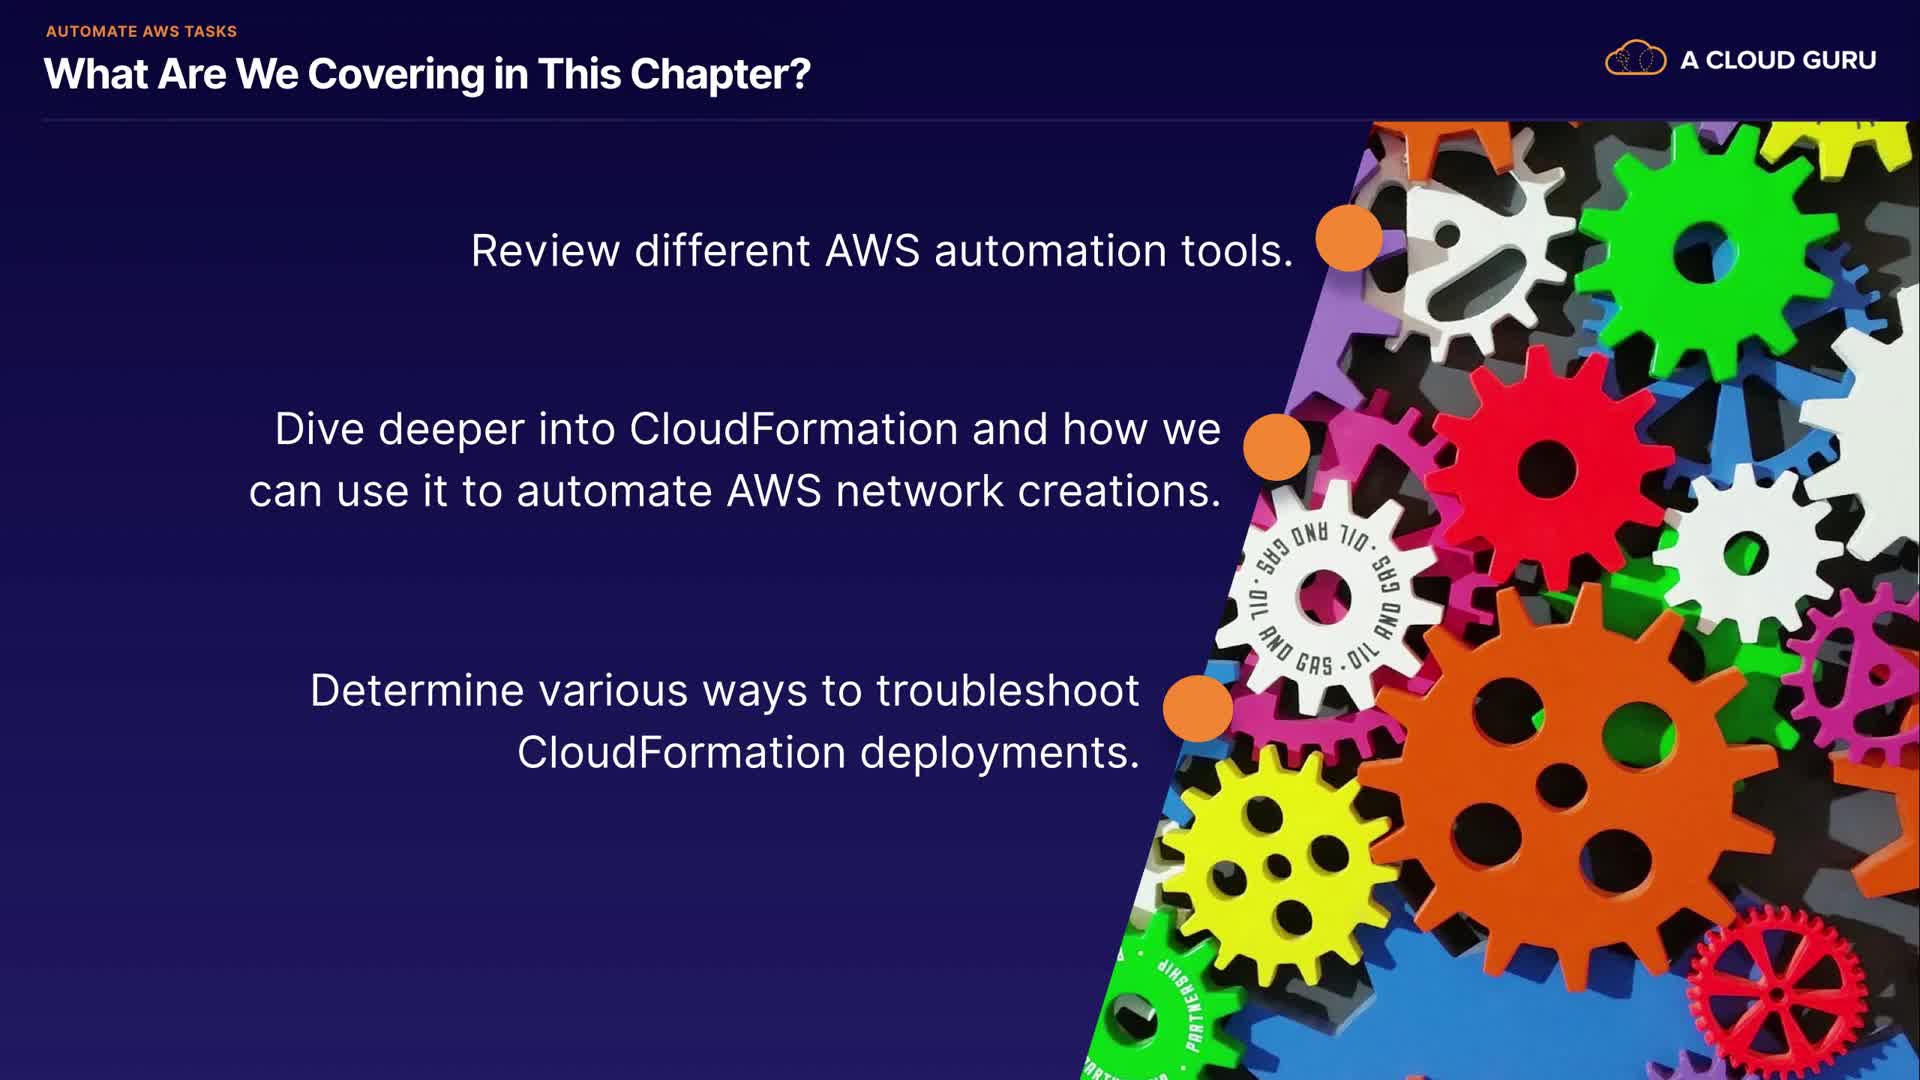 AUTOMATE AWS TASKS
What Are We Covering in This Chapter?
A CLOUD GURU
Review different AWS automation tools.
Dive deeper into CloudFormation and how we
can use it to automate AWS network creations.
OIL AND GAS · OIL AND GAS · OIL AND GAS ·
Determine various ways to troubleshoot
CloudFormation deployments.
PARTNERSHIP